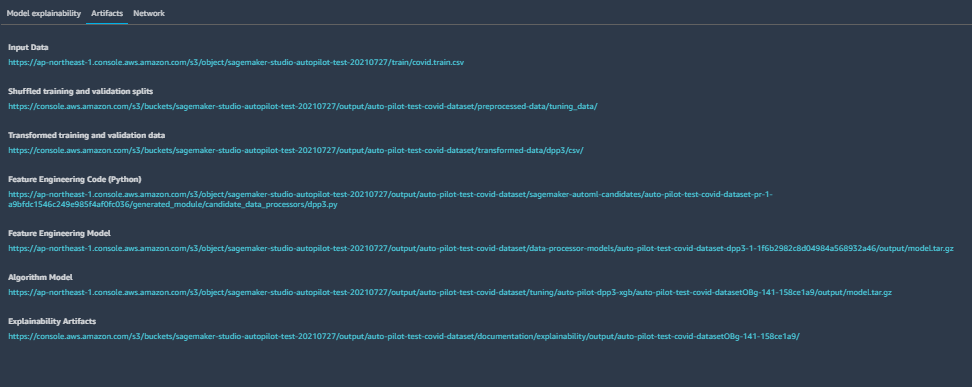 Model explainability Artifacts Network
Input Data
https://ap-northeast-1.console.aws.amazon.com/s3/object/sagemaker-studio-autopilot-test-20210727/train/covid.train.csv
Shuffled training and validation splits
https://console.aws.amazon.com/s3/buckets/sagemaker-studio-autopilot-test-20210727/output/auto-pilot-test-covid-dataset/preprocessed-data/tuning_data/
Transformed training and validation data
https://console.aws.amazon.com/s3/buckets/sagemaker-studio-autopilot-test-20210727/output/auto-pilot-test-covid-dataset/transformed-data/dpp3/csv/
Feature Engineering Code (Python)
https://ap-northeast-1.console.aws.amazon.com/s3/object/sagemaker-studio-autopilot-test-20210727/output/auto-pilot-test-covid-dataset/sagemaker-automl-candidates/auto-pilot-test-covid-dataset-pr-1-
a9bfdc1546c249e985f4af0fc036/generated_module/candidate_data_processors/dpp3.py
Feature Engineering Model
https://ap-northeast-1.console.aws.amazon.com/s3/object/sagemaker-studio-autopilot-test-20210727/output/auto-pilot-test-covid-dataset/data-processor-models/auto-pilot-test-covid-dataset-dpp3-1-1f6b2982c8d04984a568932a46/output/model.tar.gz
Algorithm Model
https://ap-northeast-1.console.aws.amazon.com/s3/object/sagemaker-studio-autopilot-test-20210727/output/auto-pilot-test-covid-dataset/tuning/auto-pilot-dpp3-xgb/auto-pilot-test-covid-datasetOBg-141-158ce1a9/output/model.tar.gz
Explainability Artifacts
https://console.aws.amazon.com/s3/buckets/sagemaker-studio-autopilot-test-20210727/output/auto-pilot-test-covid-dataset/documentation/explainability/output/auto-pilot-test-covid-datasetOBg-141-158ce1a9/